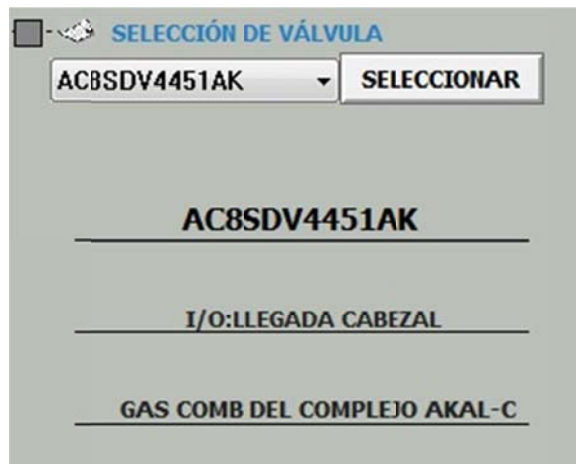 SELECCIÓN DE VÁLVULA
AC8SDV4451AK SELECCIONAR
AC8SDV4451AK
I/O:LLEGADA CABEZAL
GAS COMB DEL COMPLEJO AKAL-C